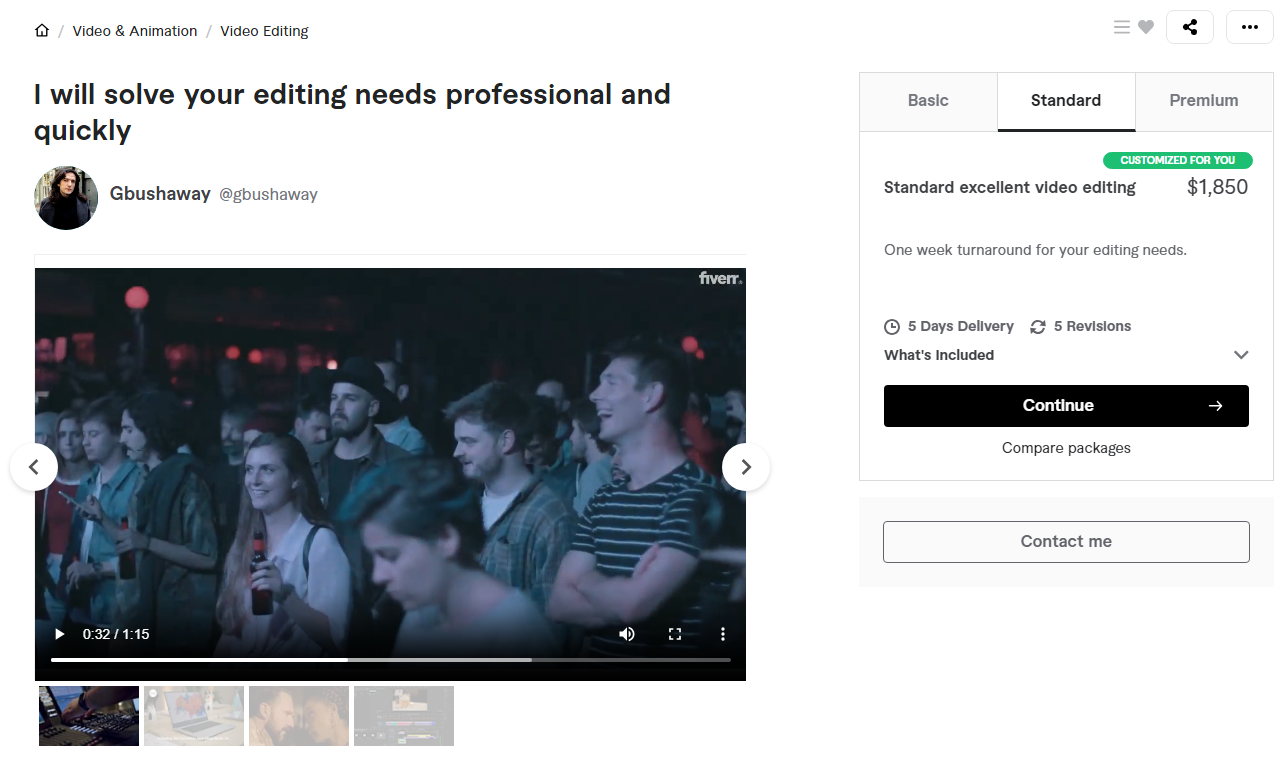 / Video & Animation / Video Editing
I will solve your editing needs professional and
quickly
Gbushaway @gbushaway
fiverr.
0:32 / 1:15
Basic
Standard
Premium
CUSTOMIZED FOR YOU
Standard excellent video editing $1,850
One week turnaround for your editing needs.
5 Days Delivery 5 Revisions
What's Included
Continue
Compare packages
Contact me